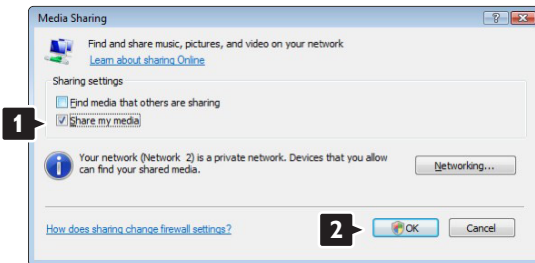 Media Sharing
Find and share music, pictures, and video on your network
Learn about sharing Online
Sharing settings
Find media that others are sharing
1
Share my media
Your network (Network 2) is a private network. Devices that you allow
can find your shared media.
Networking...
How does sharing change firewall settings?
2
OK
Cancel